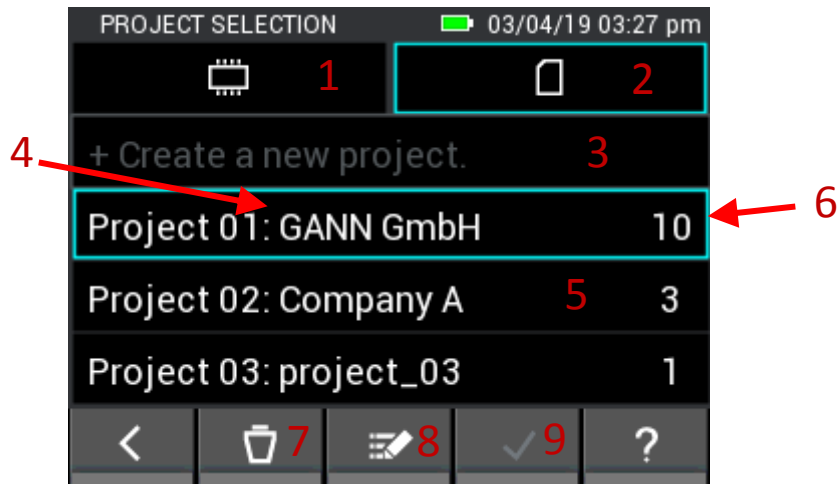 PROJECT SELECTION 03/04/19 03:27 pm
1 2
4 + Create a new project. 3
Project 01: GANN GmbH 10 6
Project 02: Company A 5 3
Project 03: project_03 1
7 8 9 ?